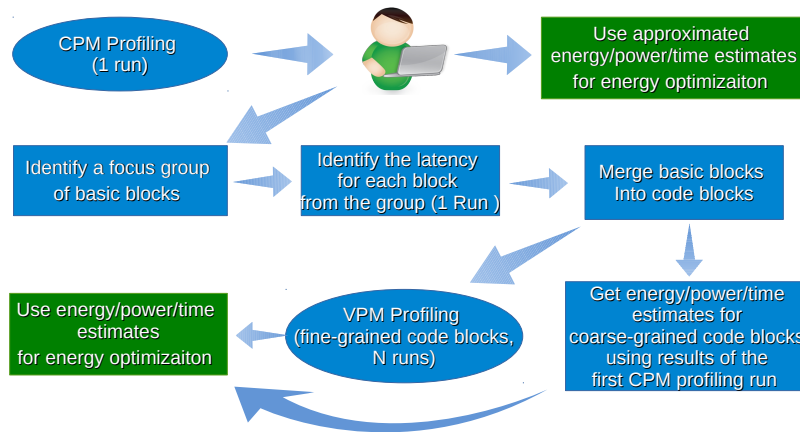 CPM Profiling
(1 run)
Use approximated
energy/power/time estimates
for energy optimizaiton
Identify a focus group
of basic blocks
Identify the latency
for each block
from the group (1 Run )
Merge basic blocks
Into code blocks
Use energy/power/time
estimates
for energy optimizaiton
VPM Profiling
(fine-grained code blocks,
N runs)
Get energy/power/time
estimates for
coarse-grained code blocks
using results of the
first CPM profiling run